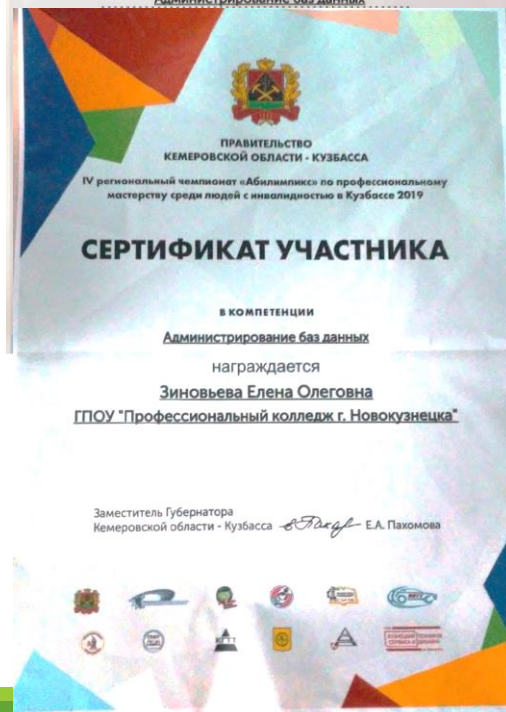 Администрирование баз данных
ПРАВИТЕЛЬСТВО
КЕМЕРОВСКОЙ ОБЛАСТИ - КУЗБАССА
IV региональный чемпионат «Абилимпикс» по профессиональному
мастерству среди людей с инвалидностью в Кузбассе 2019
СЕРТИФИКАТ УЧАСТНИКА
В КОМПЕТЕНЦИИ
Администрирование баз данных
награждается
Зиновьева Елена Олеговна
ГПОУ "Профессиональный колледж г. Новокузнецка"
Заместитель Губернатора
Кемеровской области - Кузбасса Е.А. Пахомова